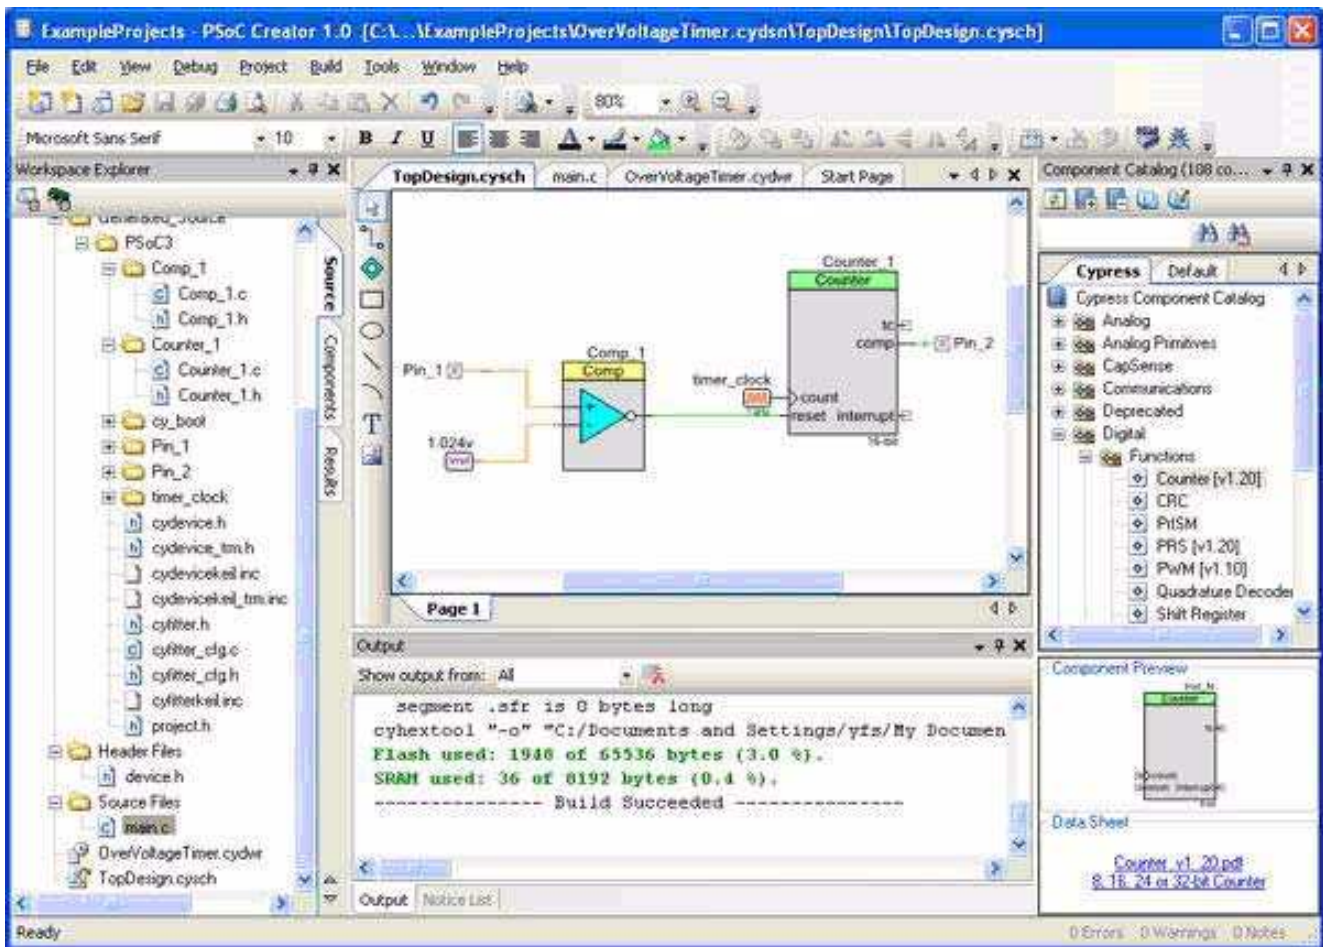 ExampleProjects - PSoC Creator 1.0 [C:\...\ExampleProjects\OverVoltageTimer.cydsn\TopDesign\TopDesign.cysch]
File Edit View Debug Project Build Tools Window Help
80%
Microsoft Sans Serif 10 B I U A
Workspace Explorer
Generated_Source
PSoC3
Comp_1
Comp_1.c
Comp_1.h
Counter_1
Counter_1.c
Counter_1.h
cy_boot
Pin_1
Pin_2
timer_clock
cydevice.h
cydevice_trm.h
cydevicekeil.inc
cydevicekeil_trm.inc
cyfitter.h
cyfitter_cfg.c
cyfitter_cfg.h
cyfitterkeil.inc
project.h
Header Files
device.h
Source Files
main.c
OverVoltageTimer.cydwr
TopDesign.cysch
Source
Components
Results
TopDesign.cysch main.c OverVoltageTimer.cydwr Start Page
T
Counter_1
Counter
tc
comp
Pin_2
Comp_1
Comp
Pin_1
timer_clock
count
reset interrupt
16-bit
1.024v
Vref
Page 1
Output
Show output from: All
segment .sfr is 0 bytes long
cyhextool "-o" "C:/Documents and Settings/yfs/My Documen
Flash used: 1948 of 65536 bytes (3.0 %).
SRAM used: 36 of 8192 bytes (0.4 %).
--------------- Build Succeeded ---------------
Output Notice List
Component Catalog (188 co...
Cypress Default
Cypress Component Catalog
Analog
Analog Primitives
CapSense
Communications
Deprecated
Digital
Functions
Counter [v1.20]
CRC
PrISM
PRS [v1.20]
PWM [v1.10]
Quadrature Decoder
Shift Register
Component Preview
Counter
Data Sheet
Counter_v1_20.pdf
8, 16, 24 or 32-bit Counter
Ready
0 Errors 0 Warnings 0 Notes